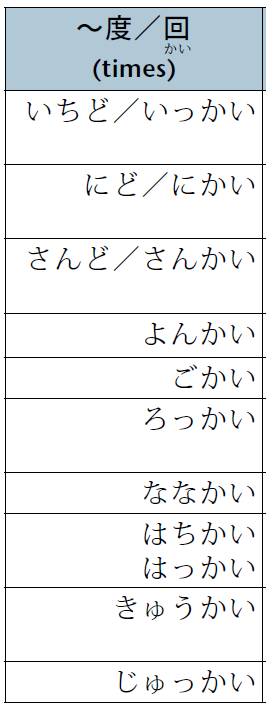 ～度／回
かい
(times)
いちど／いっかい
にど／にかい
さんど／さんかい
よんかい
ごかい
ろっかい
ななかい
はちかい
はっかい
きゅうかい
じゅっかい